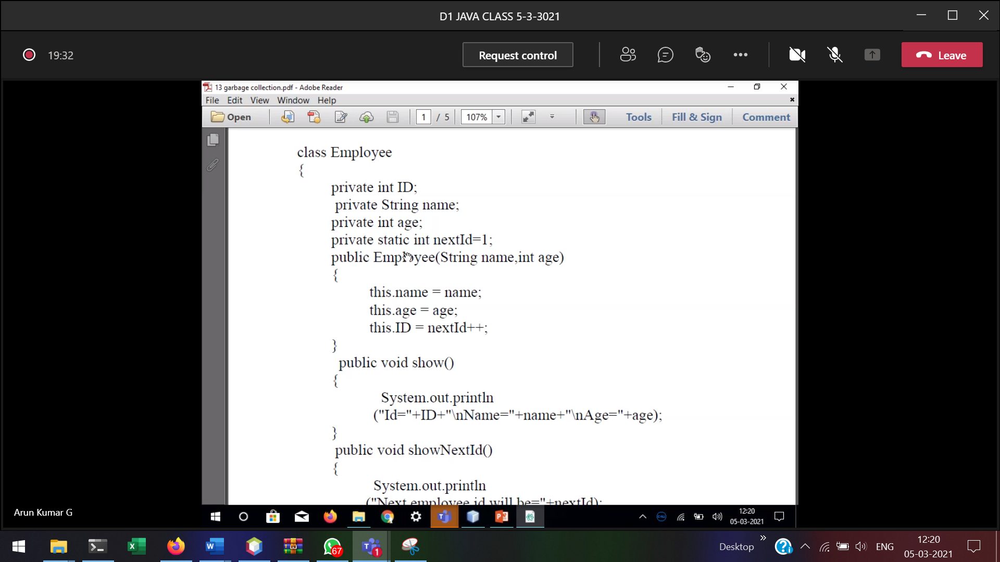 D1 JAVA CLASS 5-3-3021
19:32
Request control
Leave
13 garbage collection.pdf - Adobe Reader
File Edit View Window Help
Open 1 / 5 107% Tools Fill & Sign Comment
class Employee
{
private int ID;
private String name;
private int age;
private static int nextId=1;
public Employee(String name,int age)
{
this.name = name;
this.age = age;
this.ID = nextId++;
}
public void show()
{
System.out.println
("Id="+ID+"\nName="+name+"\nAge="+age);
}
public void showNextId()
{
System.out.println
("Next employee id will be="+nextId);
Arun Kumar G
12:20
05-03-2021
67
1
Desktop
ENG
12:20
05-03-2021